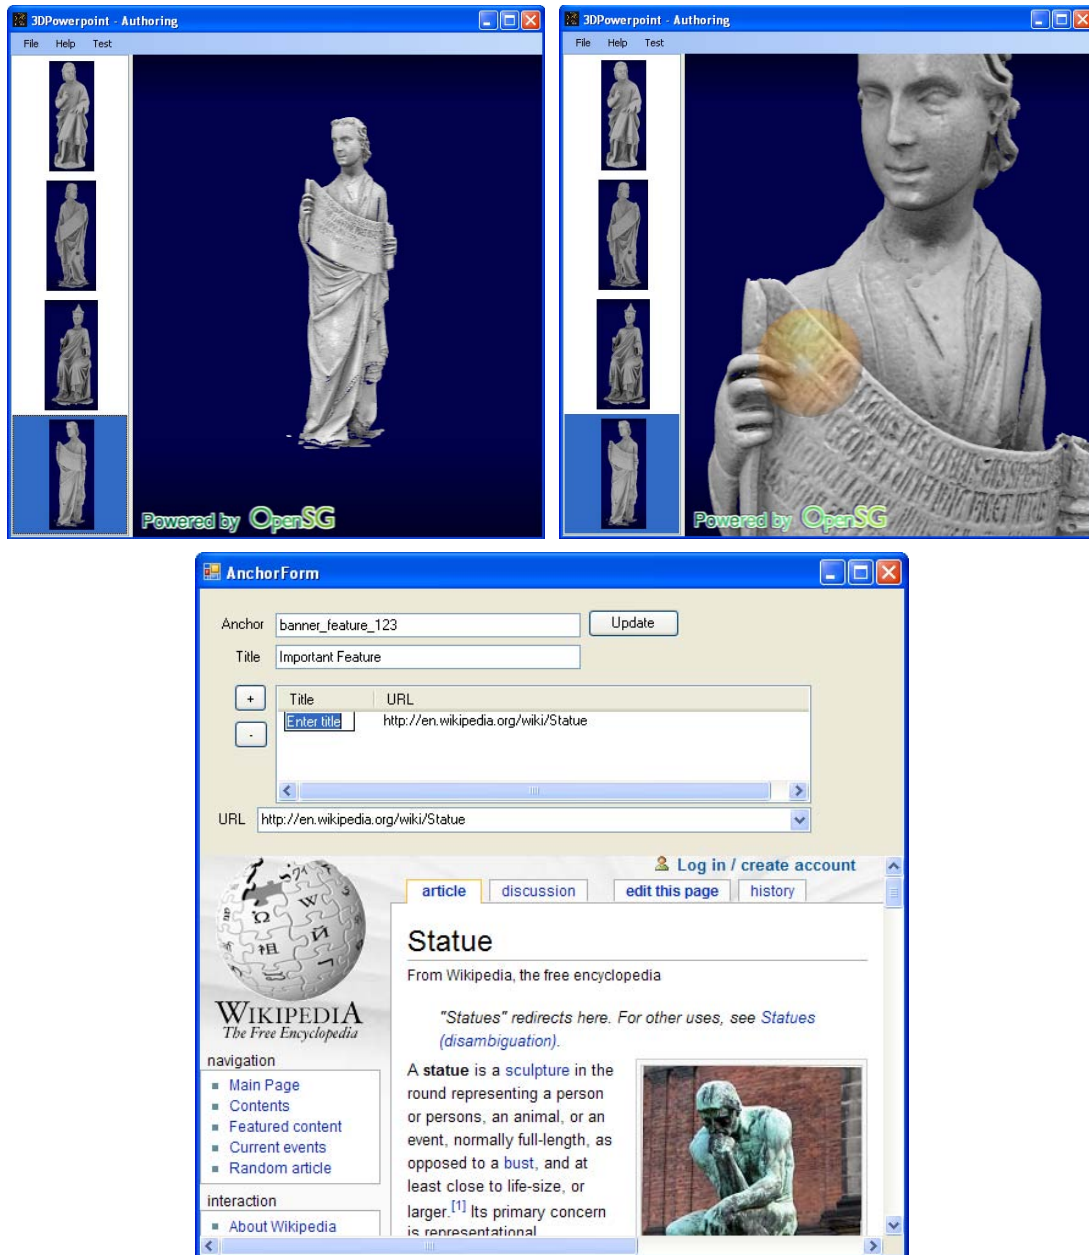 3DPowerpoint - Authoring
File Help Test
Powered by OpenSG
3DPowerpoint - Authoring
File Help Test
Powered by OpenSG
AnchorForm
Anchor banner_feature_123 Update
Title Important Feature
+ Title URL
Enter title http://en.wikipedia.org/wiki/Statue
-
URL http://en.wikipedia.org/wiki/Statue
Log in / create account
article discussion edit this page history
Statue
From Wikipedia, the free encyclopedia
"Statues" redirects here. For other uses, see Statues
(disambiguation).
WIKIPEDIA
The Free Encyclopedia
navigation
Main Page
Contents
Featured content
Current events
Random article
interaction
About Wikipedia
A statue is a sculpture in the
round representing a person
or persons, an animal, or an
event, normally full-length, as
opposed to a bust, and at
least close to life-size, or
larger.[1] Its primary concern
is representational